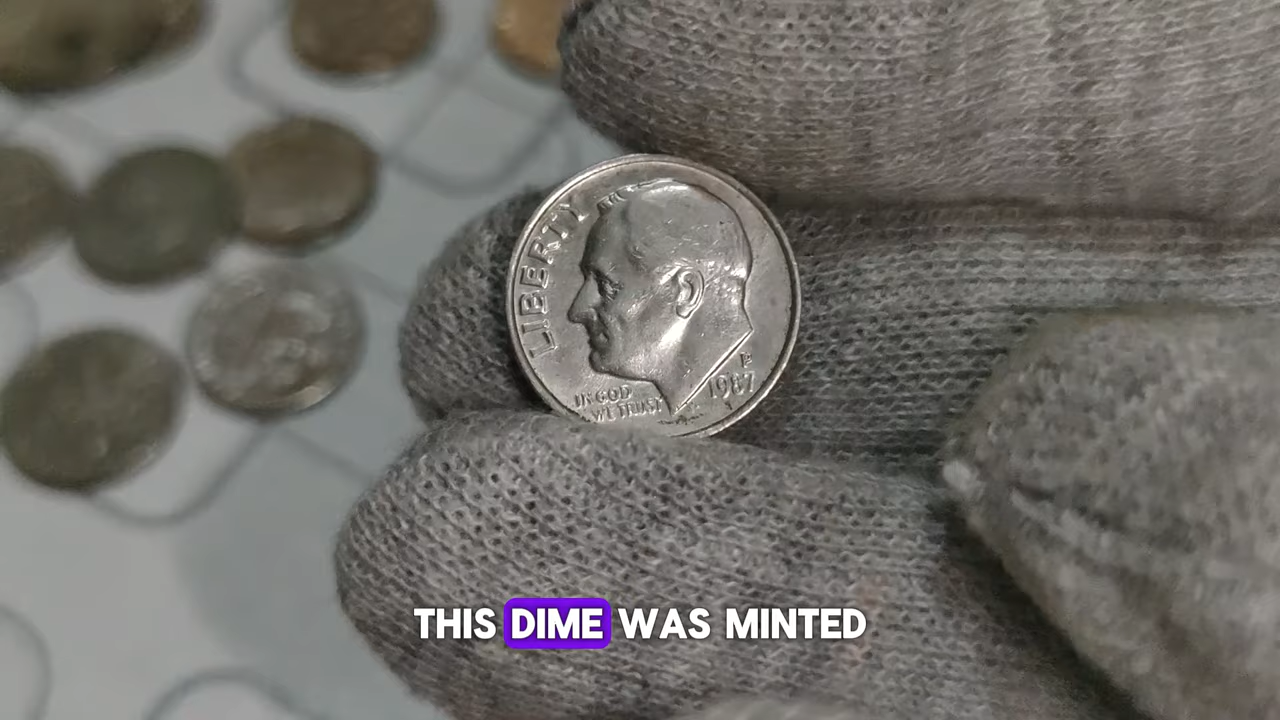 LIBERTY
IN GOD
WE TRUST
P
1987
THIS DIME WAS MINTED